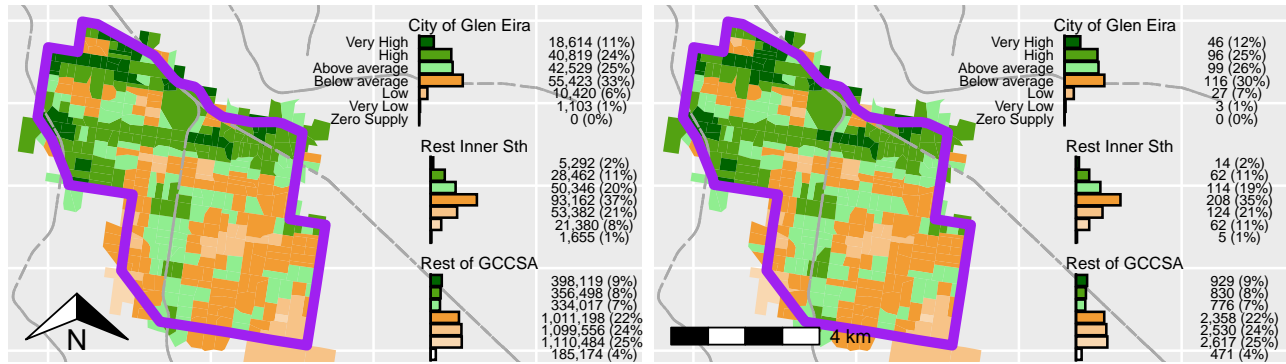 City of Glen Eira
Very High 18,614 (11%)
High 40,819 (24%)
Above average 42,529 (25%)
Below average 55,423 (33%)
Low 10,420 (6%)
Very Low 1,103 (1%)
Zero Supply 0 (0%)
Rest Inner Sth
5,292 (2%)
28,462 (11%)
50,346 (20%)
93,162 (37%)
53,382 (21%)
21,380 (8%)
1,655 (1%)
Rest of GCCSA
398,119 (9%)
356,498 (8%)
334,017 (7%)
1,011,198 (22%)
1,099,556 (24%)
1,110,484 (25%)
185,174 (4%)
N
City of Glen Eira
Very High 46 (12%)
High 96 (25%)
Above average 99 (26%)
Below average 116 (30%)
Low 27 (7%)
Very Low 3 (1%)
Zero Supply 0 (0%)
Rest Inner Sth
14 (2%)
62 (11%)
114 (19%)
208 (35%)
124 (21%)
62 (11%)
5 (1%)
Rest of GCCSA
929 (9%)
830 (8%)
776 (7%)
2,358 (22%)
2,530 (24%)
2,617 (25%)
471 (4%)
4 km